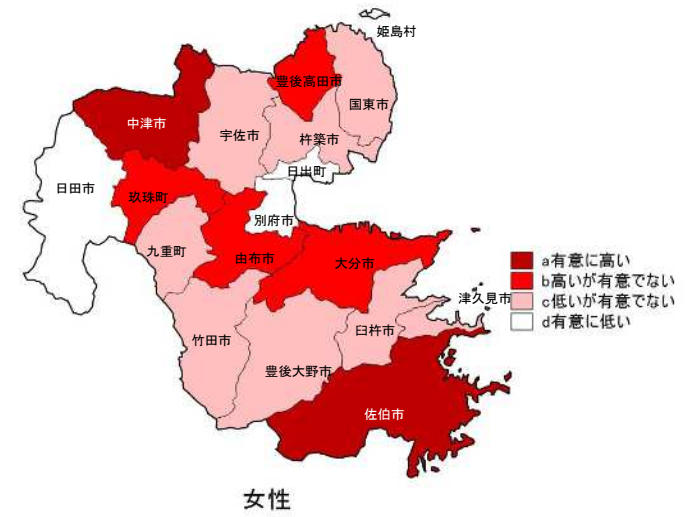 姫島村
豊後高田市
国東市
中津市
宇佐市
杵築市
日出町
日田市
玖珠町
別府市
九重町
由布市
大分市
a有意に高い
b高いが有意でない
c低いが有意でない
d有意に低い
津久見市
臼杵市
竹田市
豊後大野市
佐伯市
女性